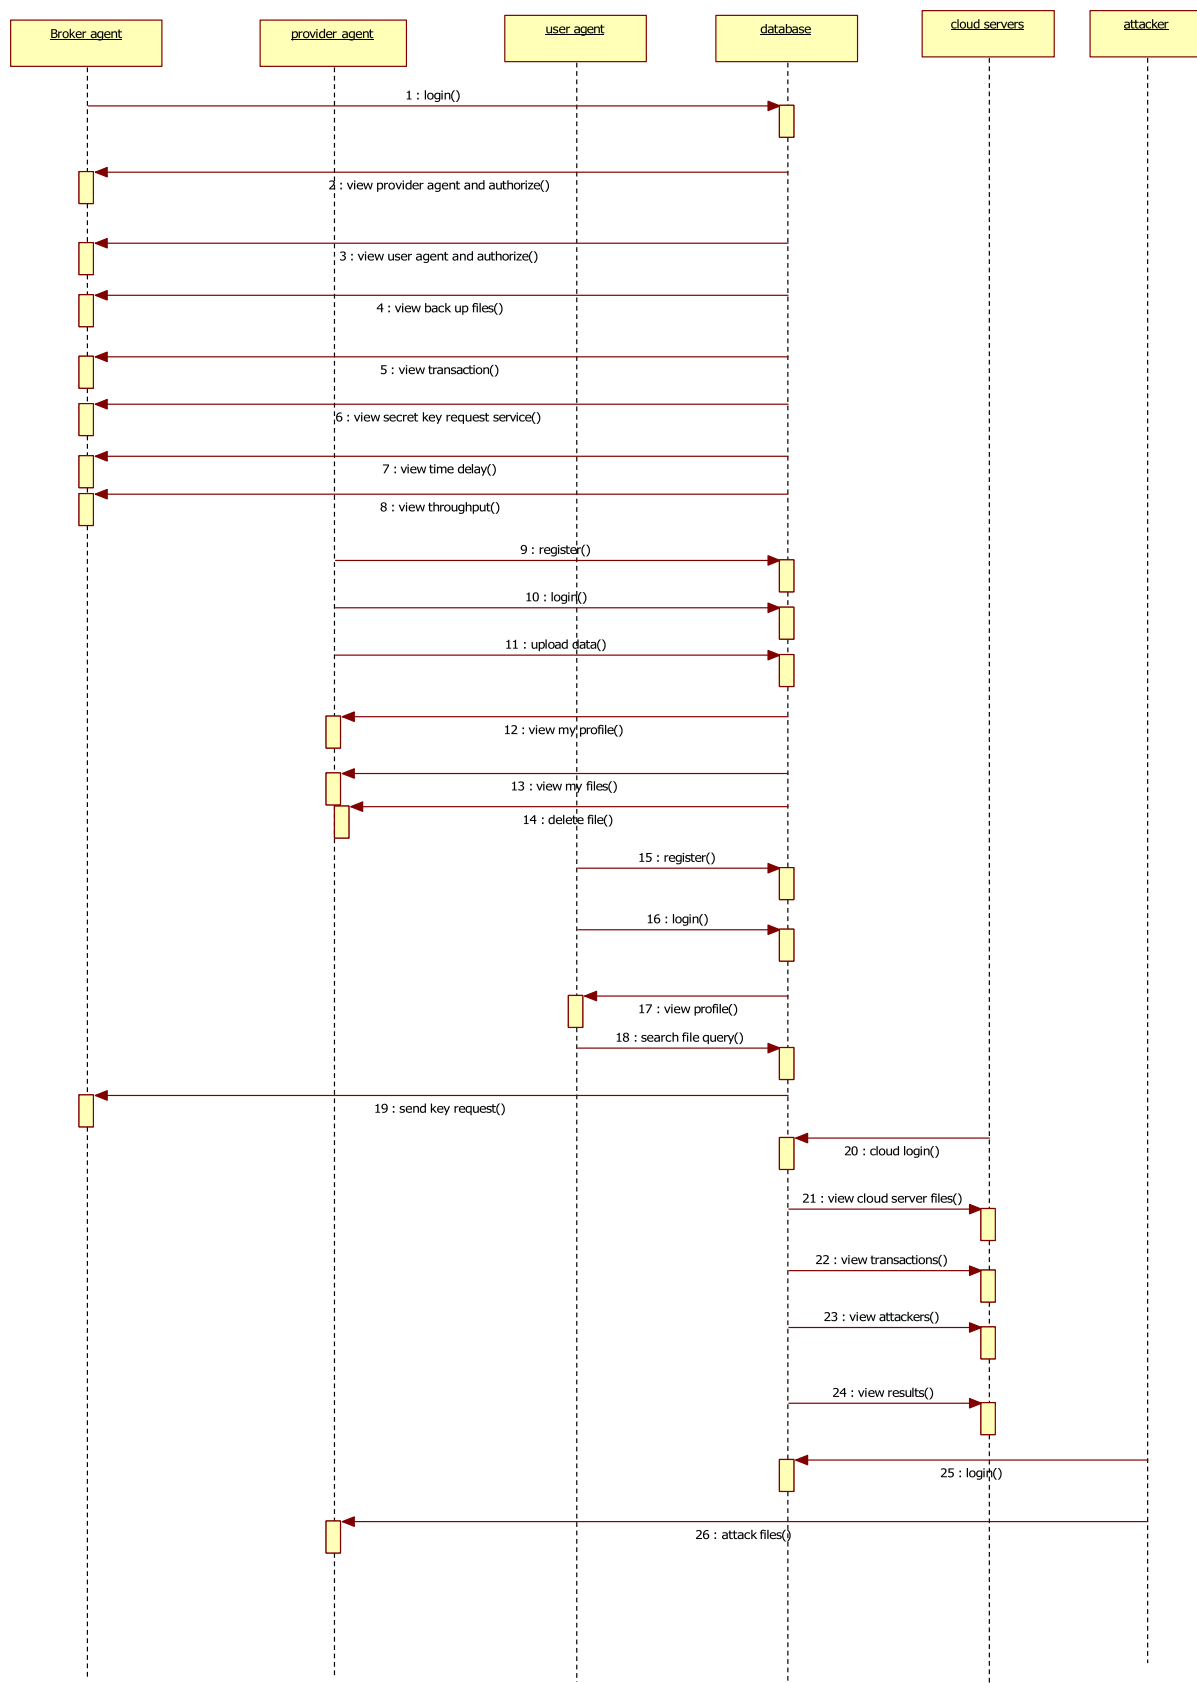 Broker agent
provider agent
user agent
database
cloud servers
attacker
1 : login()
2 : view provider agent and authorize()
3 : view user agent and authorize()
4 : view back up files()
5 : view transaction()
6 : view secret key request service()
7 : view time delay()
8 : view throughput()
9 : register()
10 : login()
11 : upload data()
12 : view my profile()
13 : view my files()
14 : delete file()
15 : register()
16 : login()
17 : view profile()
18 : search file query()
19 : send key request()
20 : cloud login()
21 : view cloud server files()
22 : view transactions()
23 : view attackers()
24 : view results()
25 : login()
26 : attack files()